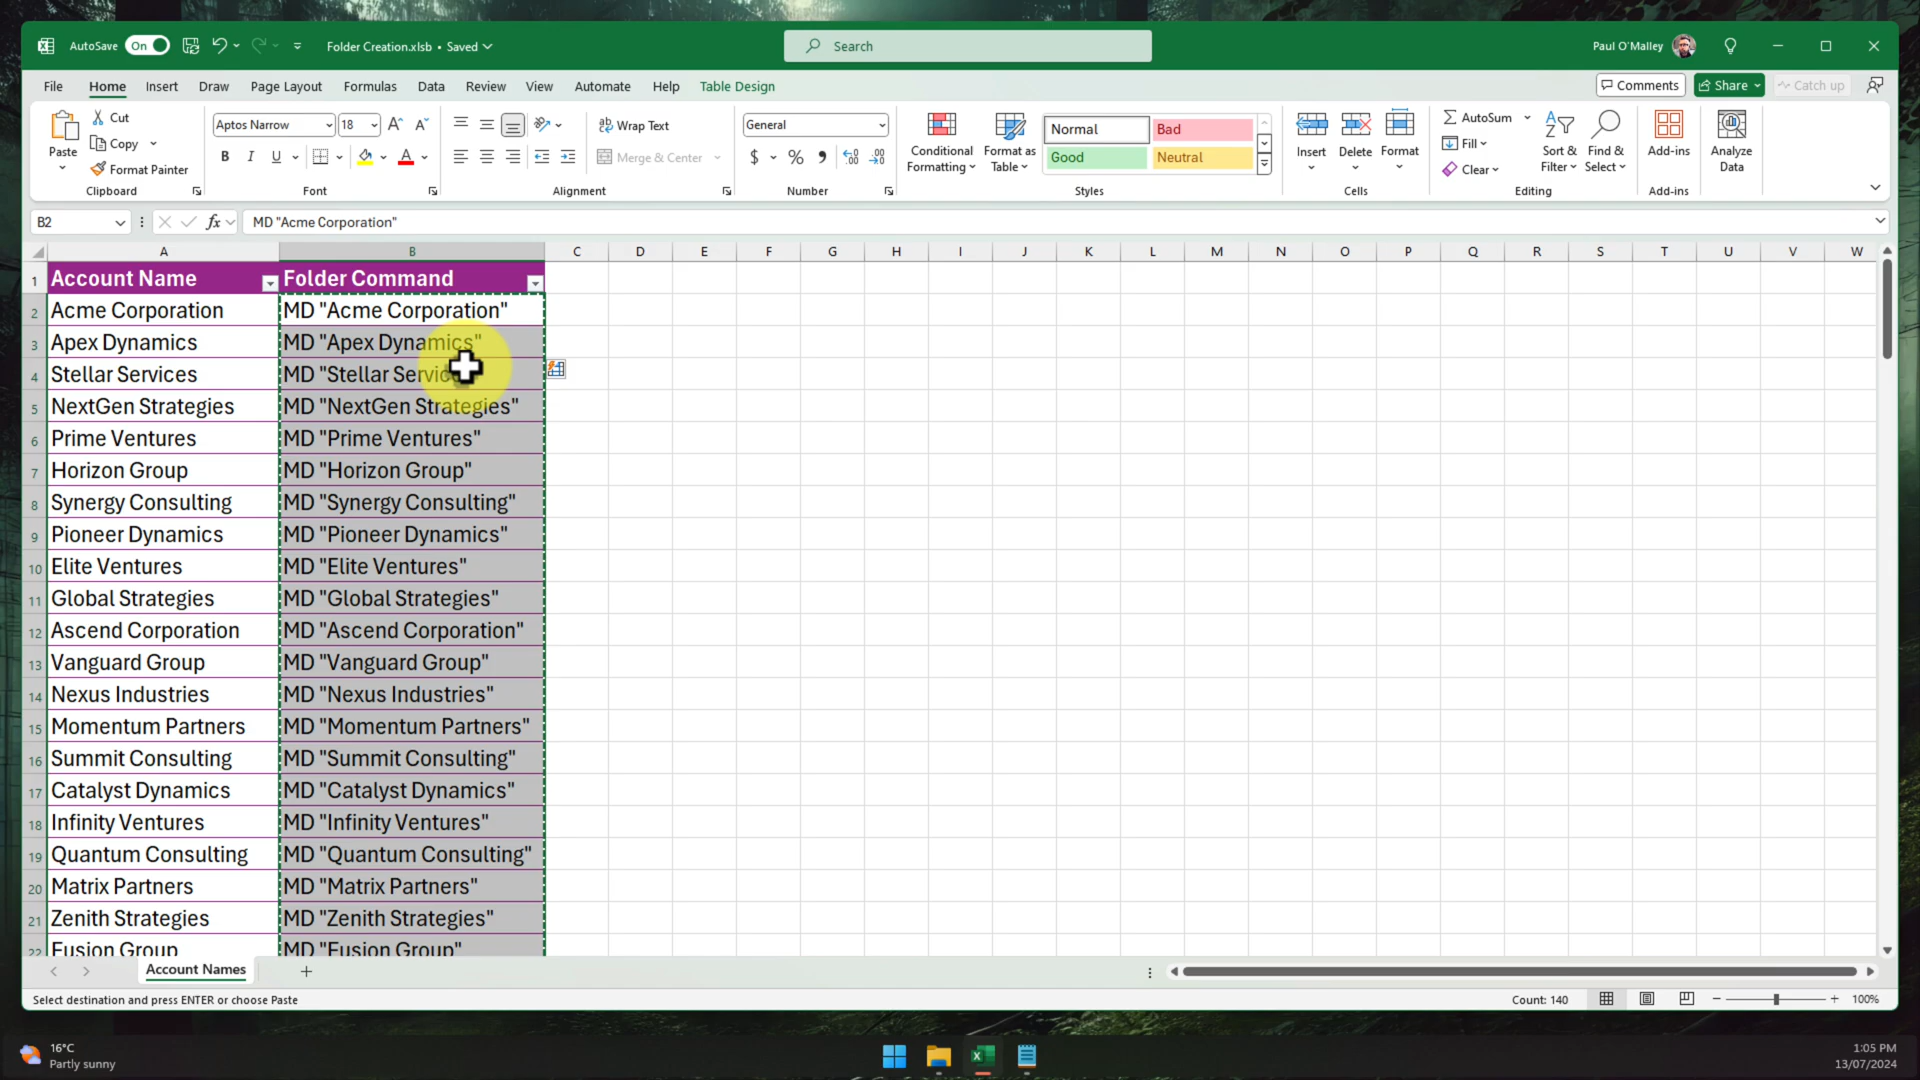 AutoSave On Folder Creation.xlsb • Saved Search Paul O'Malley
File Home Insert Draw Page Layout Formulas Data Review View Automate Help Table Design Comments Share Catch up
Paste Cut Copy Format Painter Clipboard
Aptos Narrow 18 B I U A Font
Wrap Text Merge & Center Alignment
General $ % Number
Conditional Formatting Format as Table Normal Bad Good Neutral Styles
Insert Delete Format Cells
AutoSum Fill Clear Sort & Filter Find & Select Editing
Add-ins Add-ins
Analyze Data
B2 fx MD "Acme Corporation"
A B C D E F G H I J K L M N O P Q R S T U V W
1 Account Name Folder Command
2 Acme Corporation MD "Acme Corporation"
3 Apex Dynamics MD "Apex Dynamics"
4 Stellar Services MD "Stellar
5 NextGen Strategies MD "NextGen Strategies"
6 Prime Ventures MD "Prime Ventures"
7 Horizon Group MD "Horizon Group"
8 Synergy Consulting MD "Synergy Consulting"
9 Pioneer Dynamics MD "Pioneer Dynamics"
10 Elite Ventures MD "Elite Ventures"
11 Global Strategies MD "Global Strategies"
12 Ascend Corporation MD "Ascend Corporation"
13 Vanguard Group MD "Vanguard Group"
14 Nexus Industries MD "Nexus Industries"
15 Momentum Partners MD "Momentum Partners"
16 Summit Consulting MD "Summit Consulting"
17 Catalyst Dynamics MD "Catalyst Dynamics"
18 Infinity Ventures MD "Infinity Ventures"
19 Quantum Consulting MD "Quantum Consulting"
20 Matrix Partners MD "Matrix Partners"
21 Zenith Strategies MD "Zenith Strategies"
22 Fusion Group MD "Fusion Group"
Account Names
Select destination and press ENTER or choose Paste Count: 140 100%
16°C 1:05 PM
Partly sunny 13/07/2024